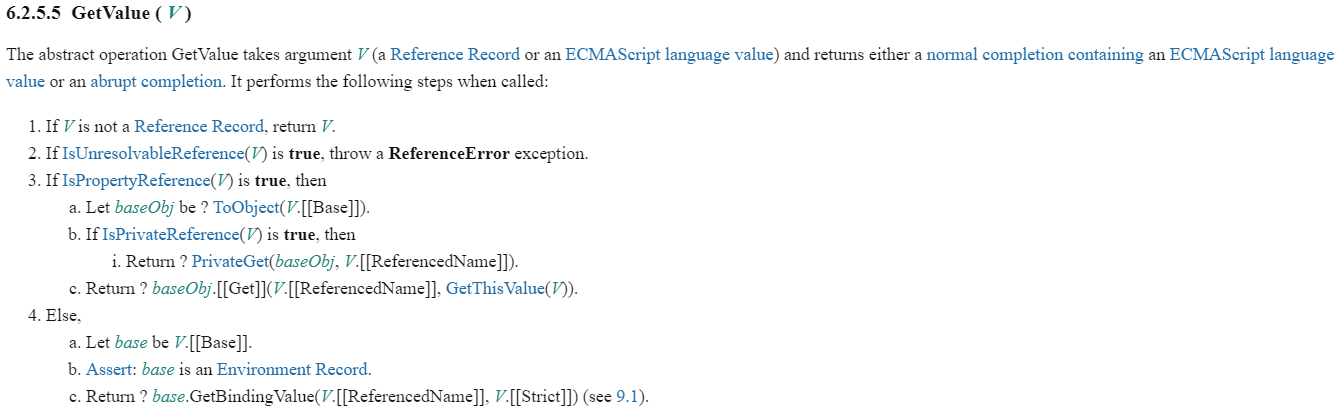 6.2.5.5 GetValue ( V )
The abstract operation GetValue takes argument V (a Reference Record or an ECMAScript language value) and returns either a normal completion containing an ECMAScript language
value or an abrupt completion. It performs the following steps when called:
1. If V is not a Reference Record, return V.
2. If IsUnresolvableReference(V) is true, throw a ReferenceError exception.
3. If IsPropertyReference(V) is true, then
a. Let baseObj be ? ToObject(V.[[Base]]).
b. If IsPrivateReference(V) is true, then
i. Return ? PrivateGet(baseObj, V.[[ReferencedName]]).
c. Return ? baseObj.[[Get]](V.[[ReferencedName]], GetThisValue(V)).
4. Else,
a. Let base be V.[[Base]].
b. Assert: base is an Environment Record.
c. Return ? base.GetBindingValue(V.[[ReferencedName]], V.[[Strict]]) (see 9.1).